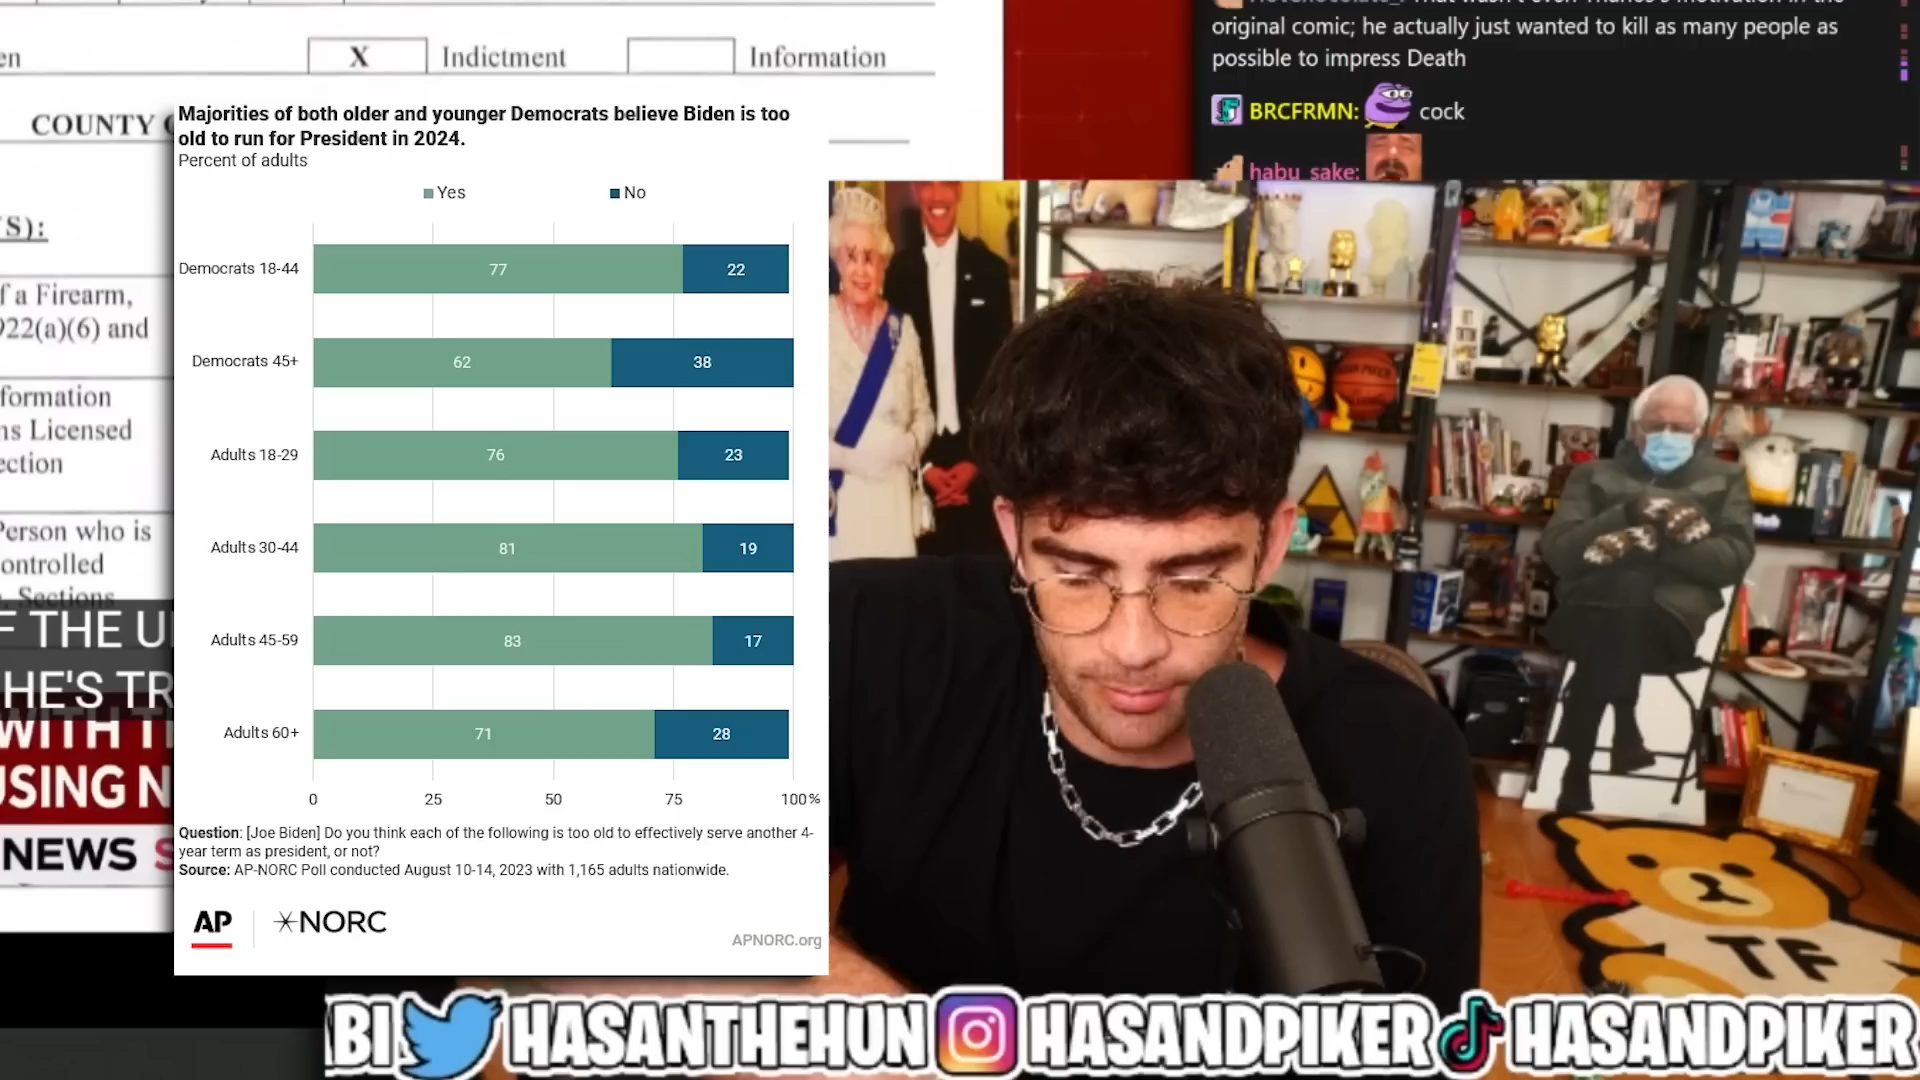 X Indictment Information
COUNTY
S):
f a Firearm,
922(a)(6) and
formation
ns Licensed
ection
Person who is
ontrolled
Sections
F THE U
HE'S TR
WITH T
USING N
NEWS S
Majorities of both older and younger Democrats believe Biden is too
old to run for President in 2024.
Percent of adults
Yes No
Democrats 18-44 77 22
Democrats 45+ 62 38
Adults 18-29 76 23
Adults 30-44 81 19
Adults 45-59 83 17
Adults 60+ 71 28
0 25 50 75 100%
Question: [Joe Biden] Do you think each of the following is too old to effectively serve another 4-
year term as president, or not?
Source: AP-NORC Poll conducted August 10-14, 2023 with 1,165 adults nationwide.
AP NORC
APNORC.org
original comic; he actually just wanted to kill as many people as
possible to impress Death
BRCFRMN: cock
habu_sake:
TF
BI HASANTHEHUN HASANDPIKER HASANDPIKER